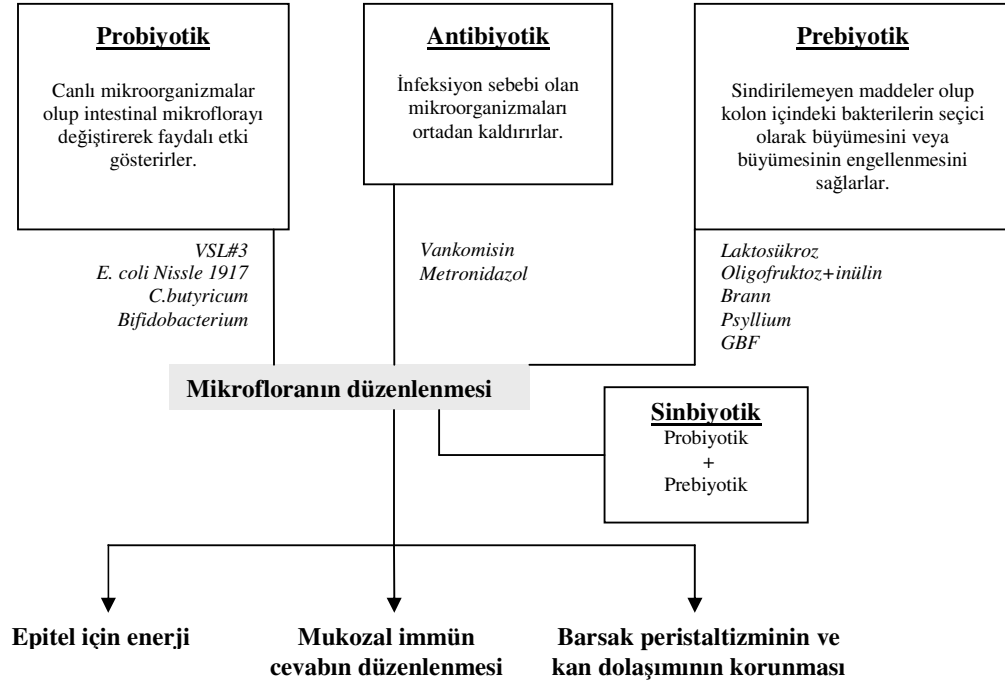 Probiyotik
Canlı mikroorganizmalar
olup intestinal mikroflorayı
değiştirerek faydalı etki
gösterirler.
Antibiyotik
İnfeksiyon sebebi olan
mikroorganizmaları
ortadan kaldırırlar.
Prebiyotik
Sindirilemeyen maddeler olup
kolon içindeki bakterilerin seçici
olarak büyümesini veya
büyümesinin engellenmesini
sağlarlar.
VSL#3
E. coli Nissle 1917
C.butyricum
Bifidobacterium
Vankomisin
Metronidazol
Laktosükroz
Oligofruktoz+inülin
Brann
Psyllium
GBF
Mikrofloranın düzenlenmesi
Sinbiyotik
Probiyotik
+
Prebiyotik
Epitel için enerji
Mukozal immün
cevabın düzenlenmesi
Barsak peristaltizminin ve
kan dolaşımının korunması